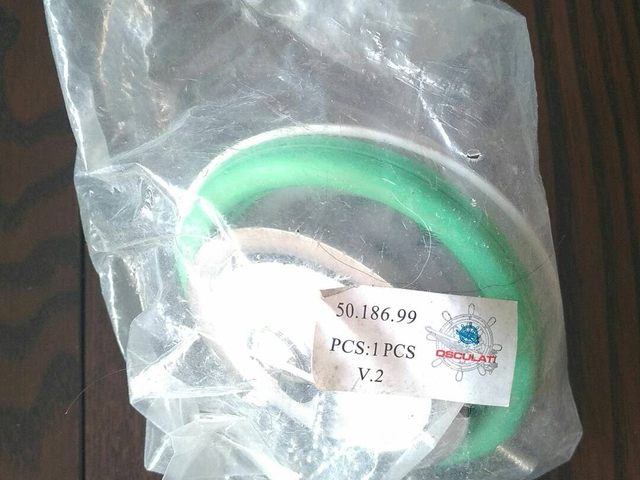 50.186.99
PCS:1PCS
V.2
OSCULATI